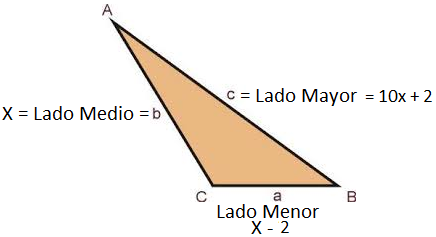 A
c = Lado Mayor = 10x + 2
X = Lado Medio = b
C a B
Lado Menor
X - 2